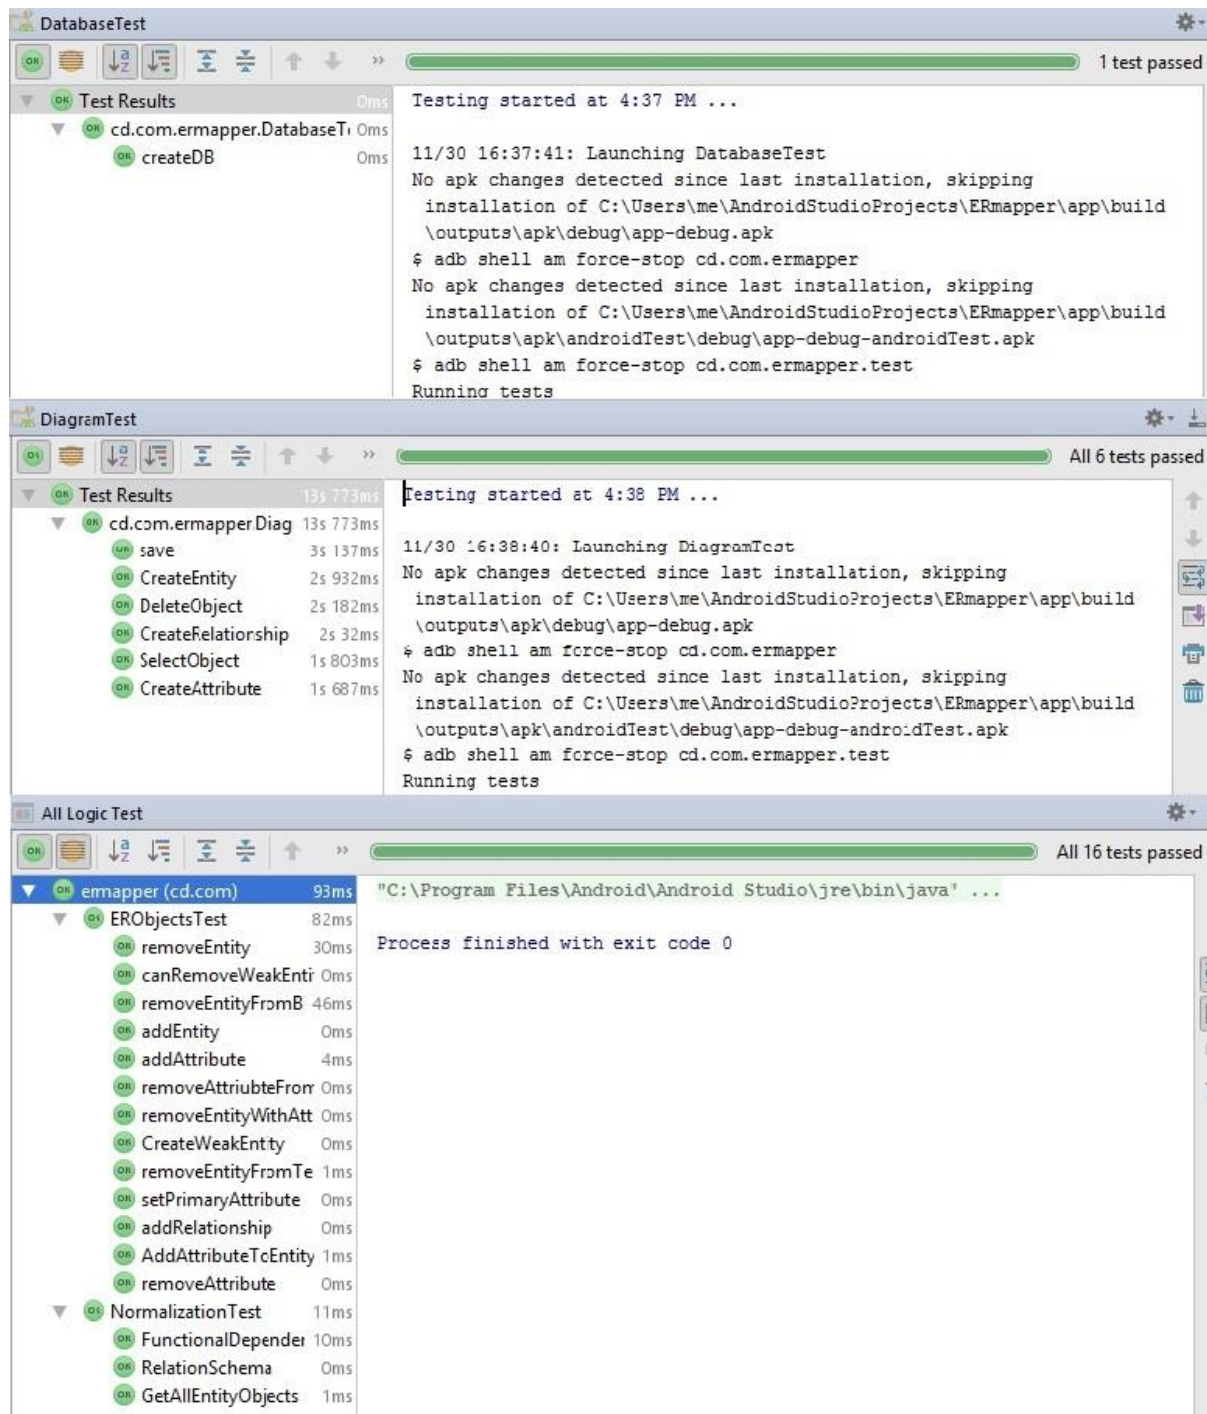 DatabaseTest
1 test passed
Test Results 0ms
cd.com.ermapper.DatabaseT 0ms
createDB 0ms
Testing started at 4:37 PM ...
11/30 16:37:41: Launching DatabaseTest
No apk changes detected since last installation, skipping
installation of C:\Users\me\AndroidStudioProjects\ERmapper\app\build
\outputs\apk\debug\app-debug.apk
$ adb shell am force-stop cd.com.ermapper
No apk changes detected since last installation, skipping
installation of C:\Users\me\AndroidStudioProjects\ERmapper\app\build
\outputs\apk\androidTest\debug\app-debug-androidTest.apk
$ adb shell am force-stop cd.com.ermapper.test
Running tests
DiagramTest
All 6 tests passed
Test Results 13s 773ms
cd.com.ermapper.Diag 13s 773ms
save 3s 137ms
CreateEntity 2s 932ms
DeleteObject 2s 182ms
CreateRelationship 2s 32ms
SelectObject 1s 803ms
CreateAttribute 1s 687ms
Testing started at 4:38 PM ...
11/30 16:38:40: Launching DiagramTest
No apk changes detected since last installation, skipping
installation of C:\Users\me\AndroidStudioProjects\ERmapper\app\build
\outputs\apk\debug\app-debug.apk
$ adb shell am force-stop cd.com.ermapper
No apk changes detected since last installation, skipping
installation of C:\Users\me\AndroidStudioProjects\ERmapper\app\build
\outputs\apk\androidTest\debug\app-debug-androidTest.apk
$ adb shell am force-stop cd.com.ermapper.test
Running tests
All Logic Test
All 16 tests passed
ermapper (cd.com) 93ms
ERObjectsTest 82ms
removeEntity 30ms
canRemoveWeakEnti 0ms
removeEntityFromB 46ms
addEntity 0ms
addAttribute 4ms
removeAttriubteFrom 0ms
removeEntityWithAtt 0ms
CreateWeakEntity 0ms
removeEntityFromTe 1ms
setPrimaryAttribute 0ms
addRelationship 0ms
AddAttributeToEntity 1ms
removeAttribute 0ms
NormalizationTest 11ms
FunctionalDepender 10ms
RelationSchema 0ms
GetAllEntityObjects 1ms
"C:\Program Files\Android\Android Studio\jre\bin\java" ...
Process finished with exit code 0